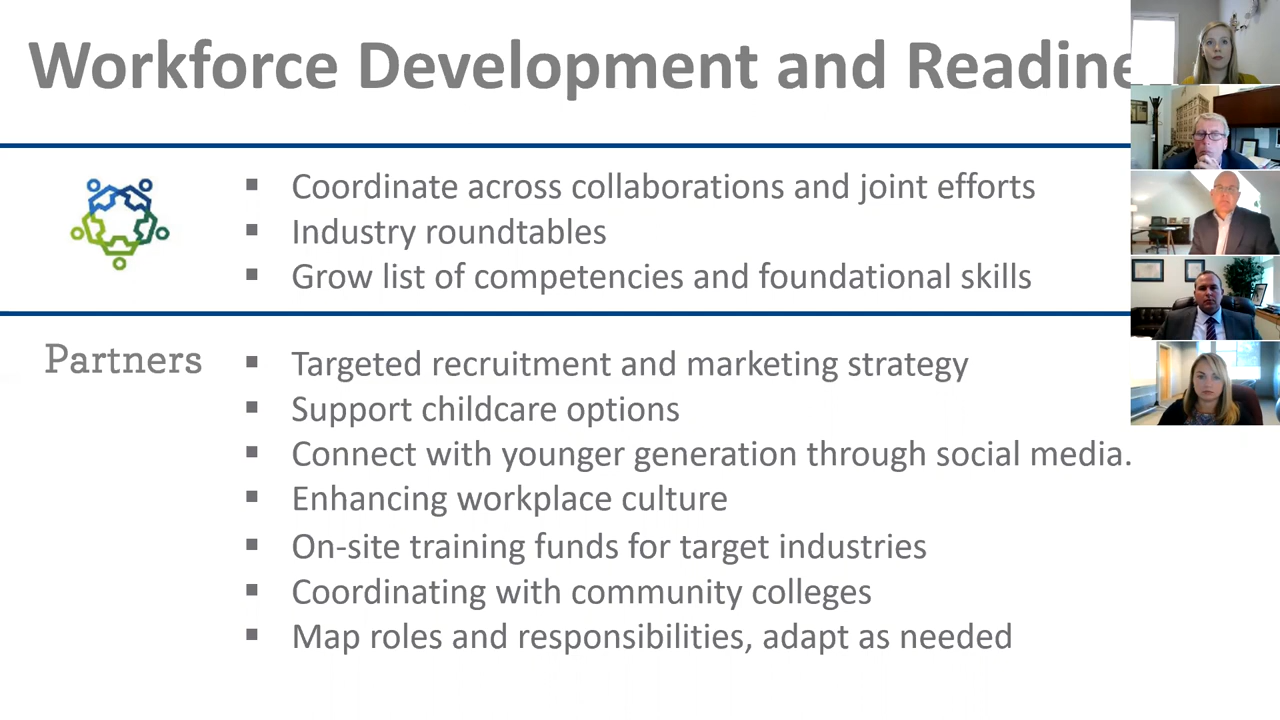 Workforce Development and Readine
▪ Coordinate across collaborations and joint efforts
▪ Industry roundtables
▪ Grow list of competencies and foundational skills
Partners
▪ Targeted recruitment and marketing strategy
▪ Support childcare options
▪ Connect with younger generation through social media.
▪ Enhancing workplace culture
▪ On-site training funds for target industries
▪ Coordinating with community colleges
▪ Map roles and responsibilities, adapt as needed